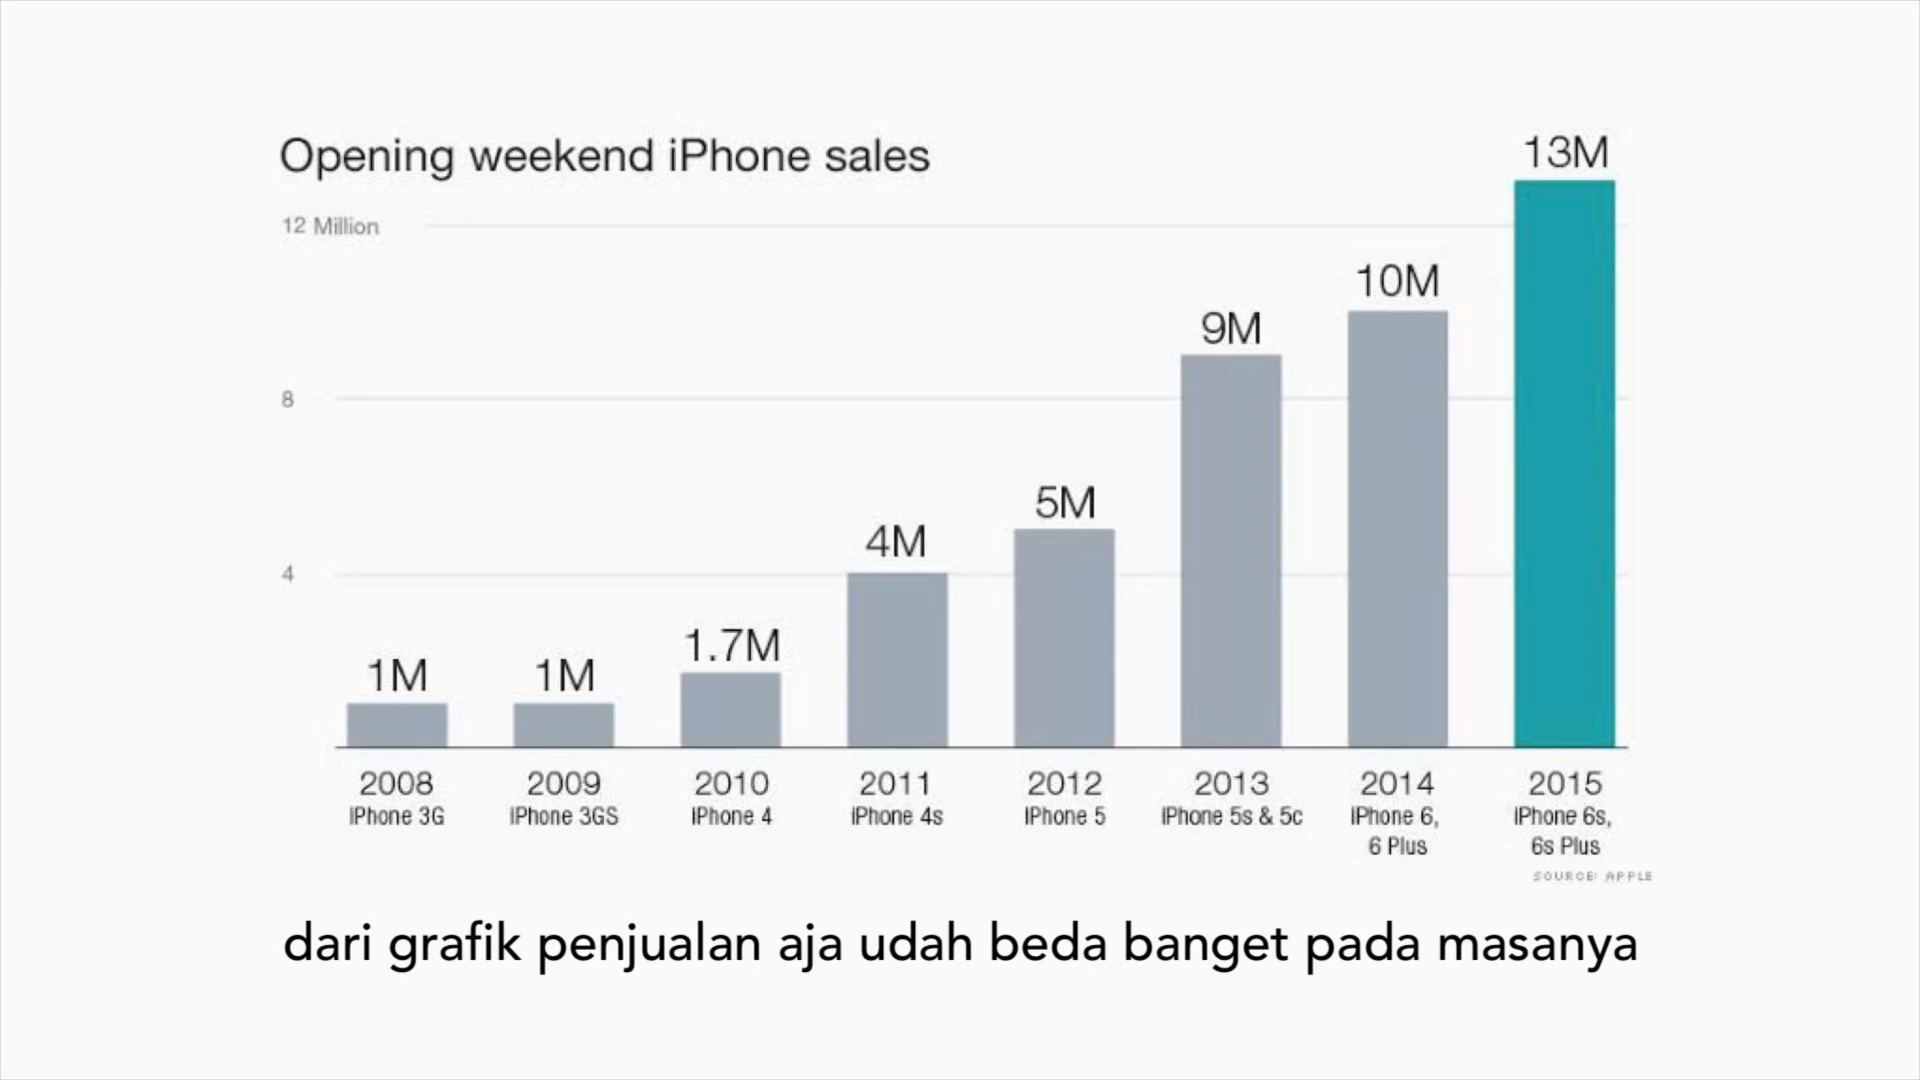 Opening weekend iPhone sales
13M
12 Million
10M
9M
8
5M
4M
4
1.7M
1M 1M
2008 2009 2010 2011 2012 2013 2014 2015
iPhone 3G iPhone 3GS iPhone 4 iPhone 4s iPhone 5 iPhone 5s & 5c iPhone 6, iPhone 6s,
6 Plus 6s Plus
SOURCE: APPLE
dari grafik penjualan aja udah beda banget pada masanya